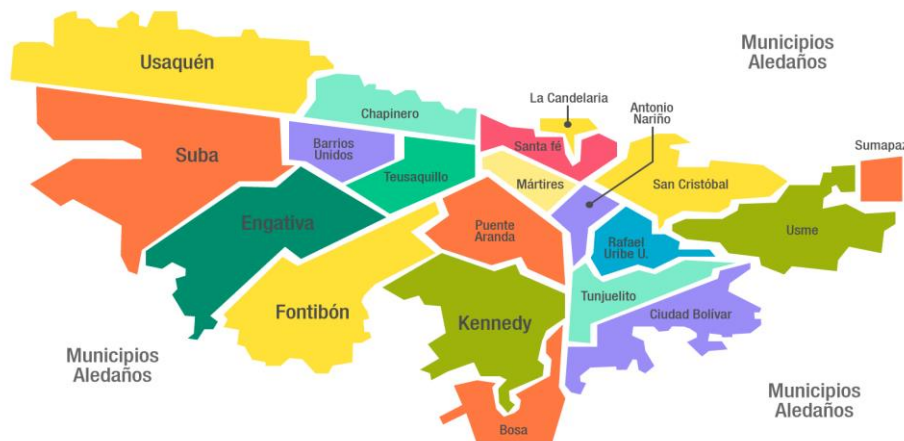 Usaquén
Municipios
Aledaños
Chapinero
La Candelaria
Antonio
Nariño
Suba
Barrios
Unidos
Santa fé
Sumapaz
Teusaquillo
Mártires
San Cristóbal
Engativa
Puente
Aranda
Rafael
Uribe U.
Usme
Fontibón
Tunjuelito
Kennedy
Ciudad Bolívar
Municipios
Aledaños
Municipios
Aledaños
Bosa